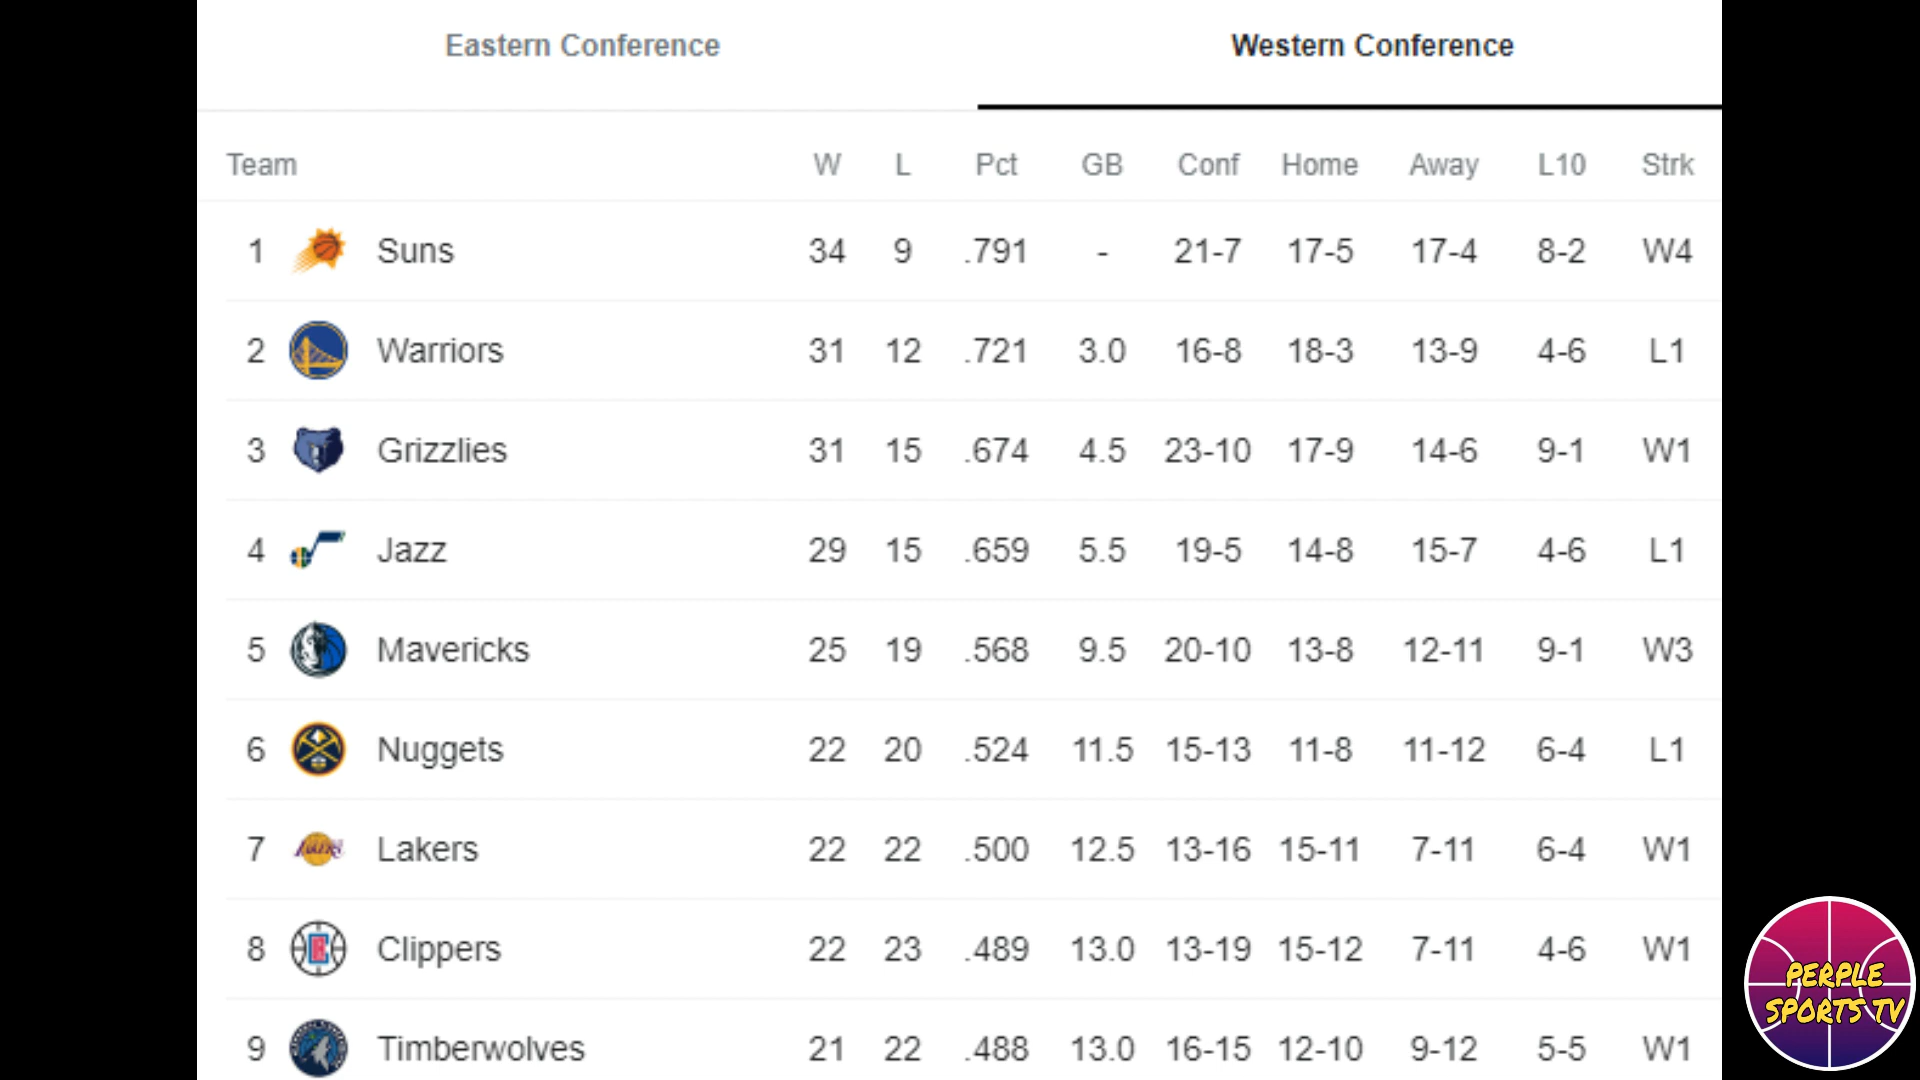 Eastern Conference Western Conference
Team W L Pct GB Conf Home Away L10 Strk
1 Suns 34 9 .791 - 21-7 17-5 17-4 8-2 W4
2 Warriors 31 12 .721 3.0 16-8 18-3 13-9 4-6 L1
3 Grizzlies 31 15 .674 4.5 23-10 17-9 14-6 9-1 W1
4 Jazz 29 15 .659 5.5 19-5 14-8 15-7 4-6 L1
5 Mavericks 25 19 .568 9.5 20-10 13-8 12-11 9-1 W3
6 Nuggets 22 20 .524 11.5 15-13 11-8 11-12 6-4 L1
7 Lakers 22 22 .500 12.5 13-16 15-11 7-11 6-4 W1
8 Clippers 22 23 .489 13.0 13-19 15-12 7-11 4-6 W1
9 Timberwolves 21 22 .488 13.0 16-15 12-10 9-12 5-5 W1
PERPLE
SPORTS TV